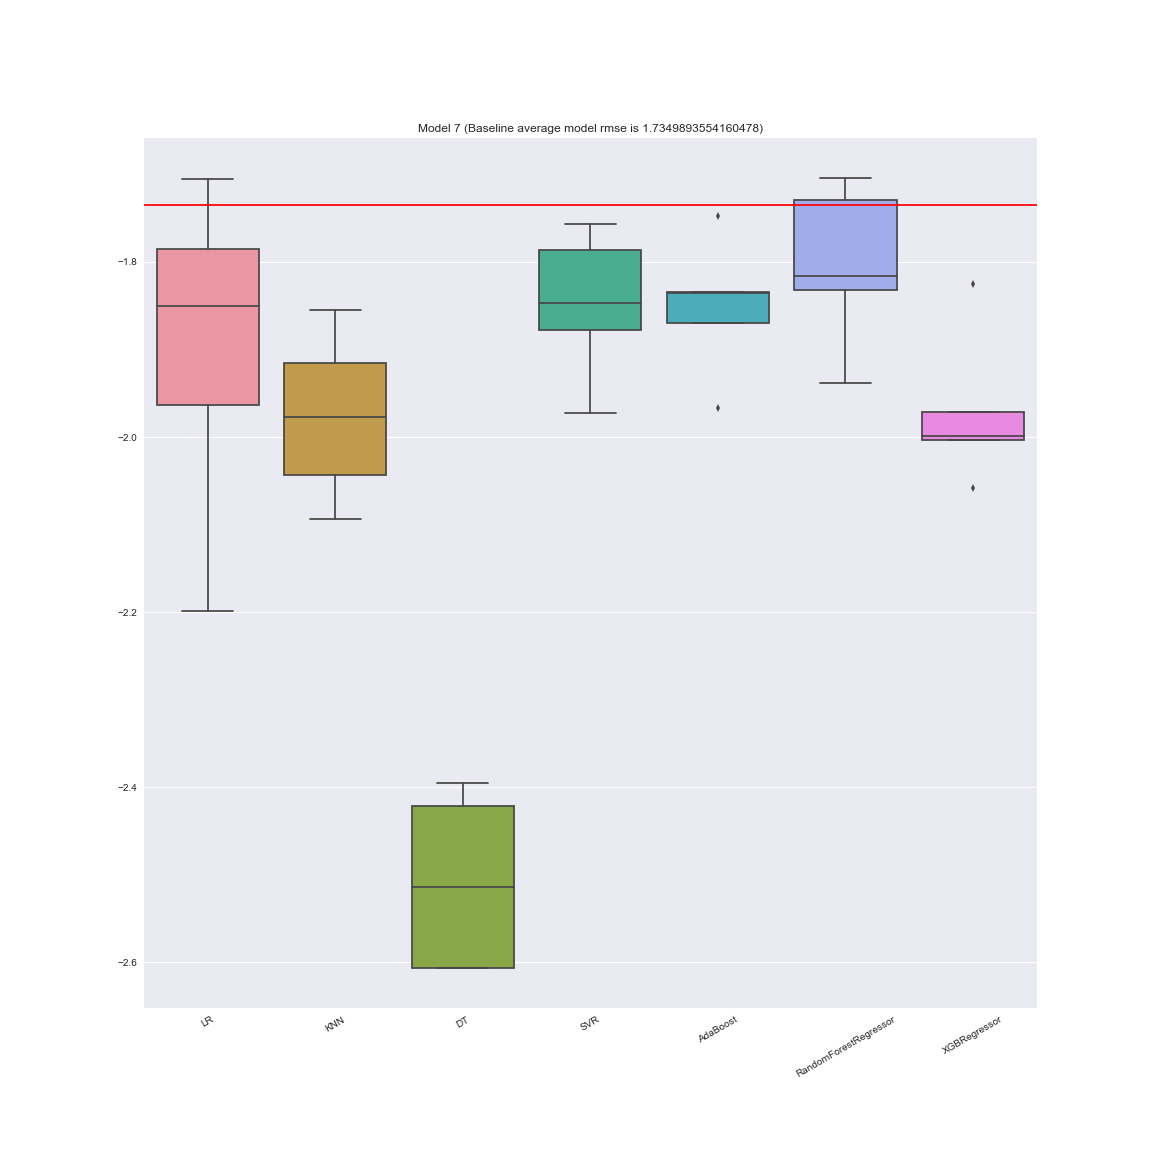 Model 7 (Baseline average model rmse is 1.7349893554160478)
−1.8
−2.0
−2.2
−2.4
−2.6
LR
KNN
DT
SVR
AdaBoost
RandomForestRegressor
XGBRegressor